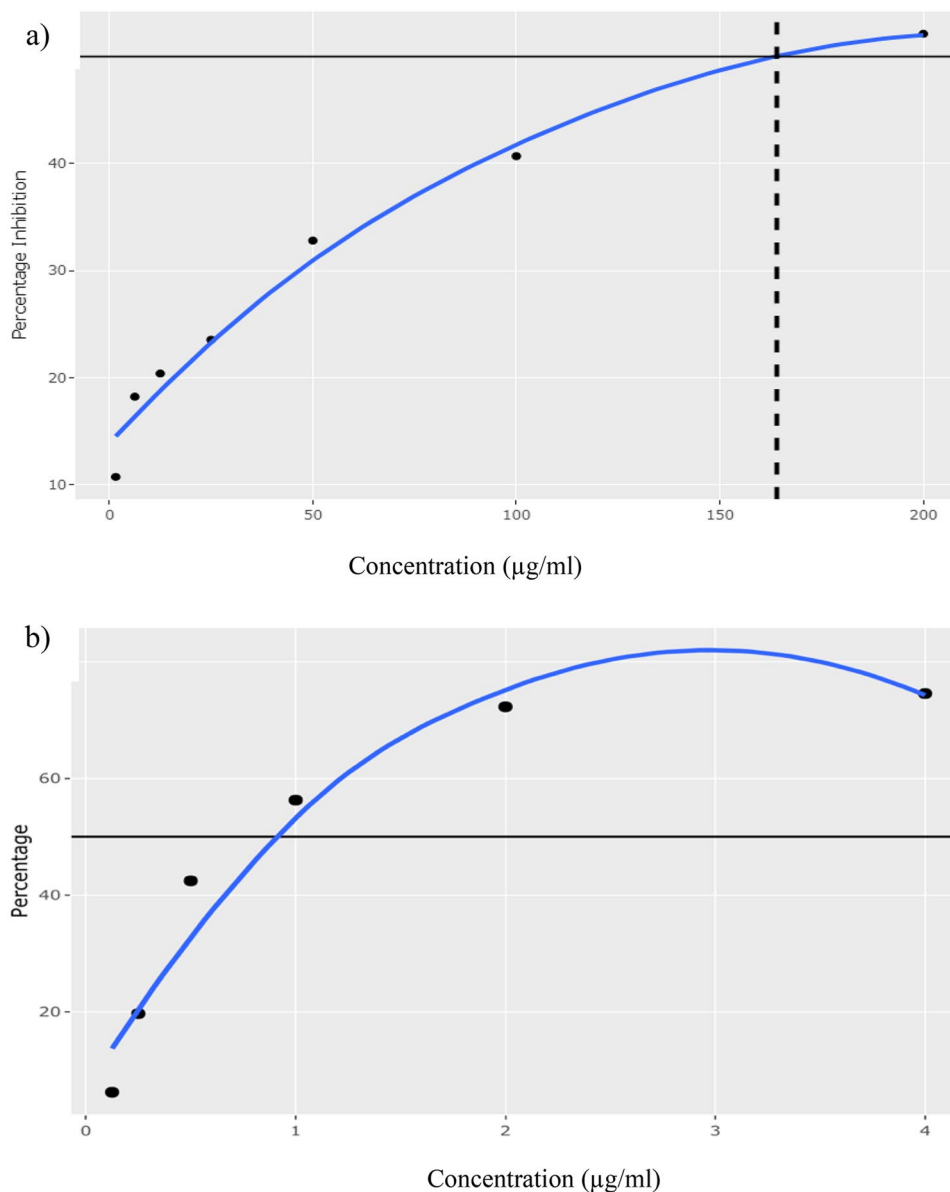 a)
Percentage Inhibition
40
30
20
10
0 50 100 150 200
Concentration (µg/ml)
b)
Percentage
60
40
20
0 1 2 3 4
Concentration (µg/ml)